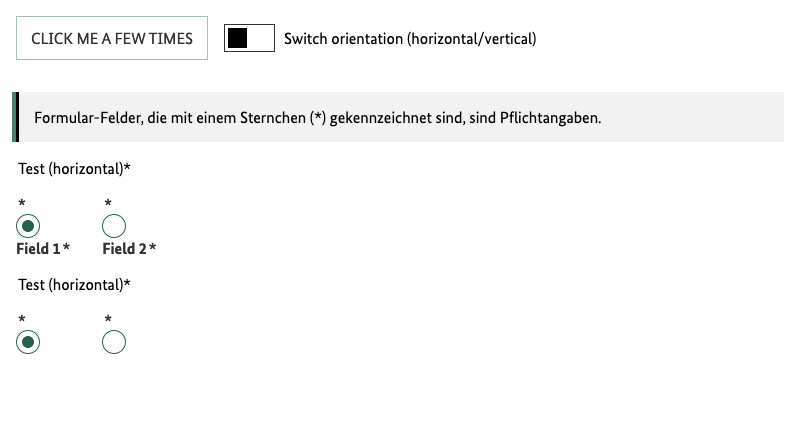 CLICK ME A FEW TIMES Switch orientation (horizontal/vertical)
Formular-Felder, die mit einem Sternchen (*) gekennzeichnet sind, sind Pflichtangaben.
Test (horizontal)*
* *
Field 1* Field 2*
Test (horizontal)*
* *